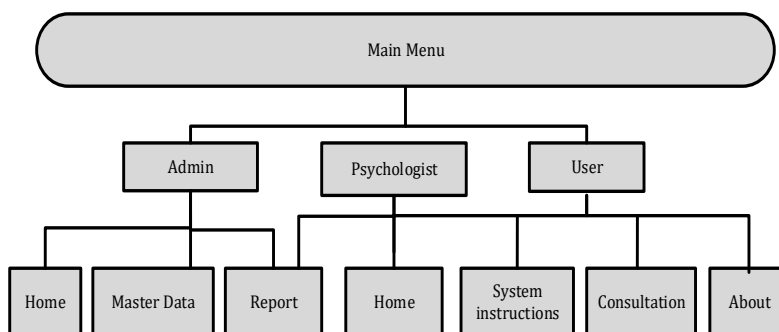 Main Menu
Admin
Psychologist
User
Home
Master Data
Report
Home
System
instructions
Consultation
About